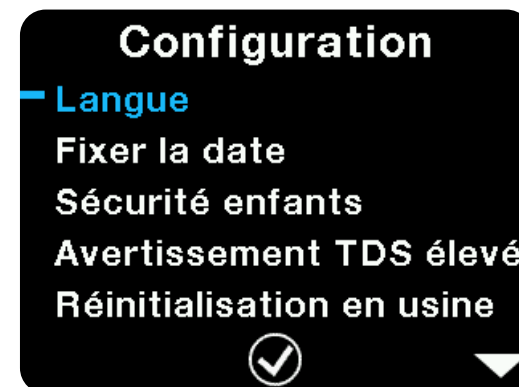 Configuration
Langue
Fixer la date
Sécurité enfants
Avertissement TDS élevé
Réinitialisation en usine